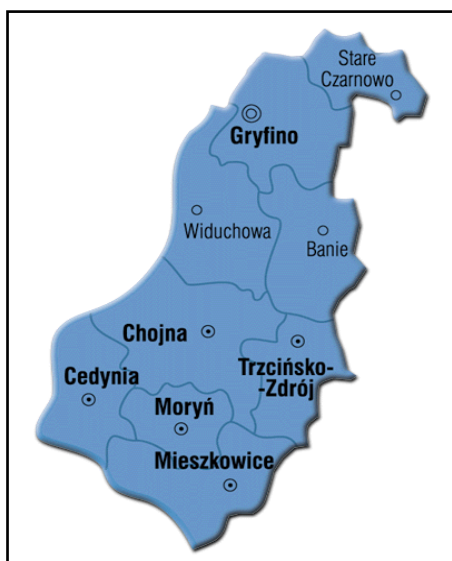 Stare
Czarnowo
Gryfino
Widuchowa
Banie
Chojna
Trzcińsko-
-Zdrój
Cedynia
Moryń
Mieszkowice